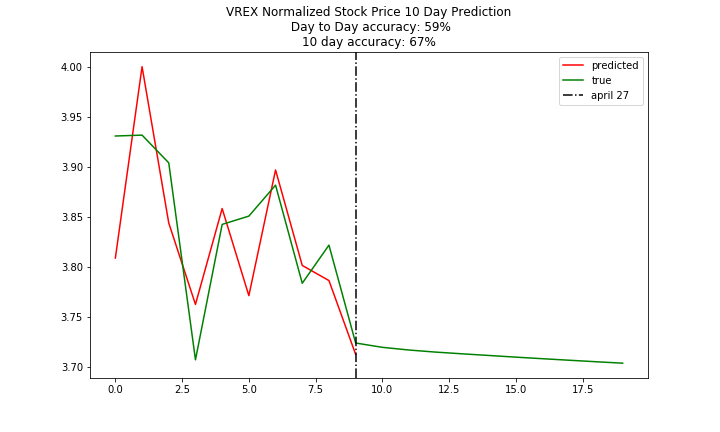 VREX Normalized Stock Price 10 Day Prediction
Day to Day accuracy: 59%
10 day accuracy: 67%
4.00
3.95
3.90
3.85
3.80
3.75
3.70
predicted
true
april 27
0.0 2.5 5.0 7.5 10.0 12.5 15.0 17.5